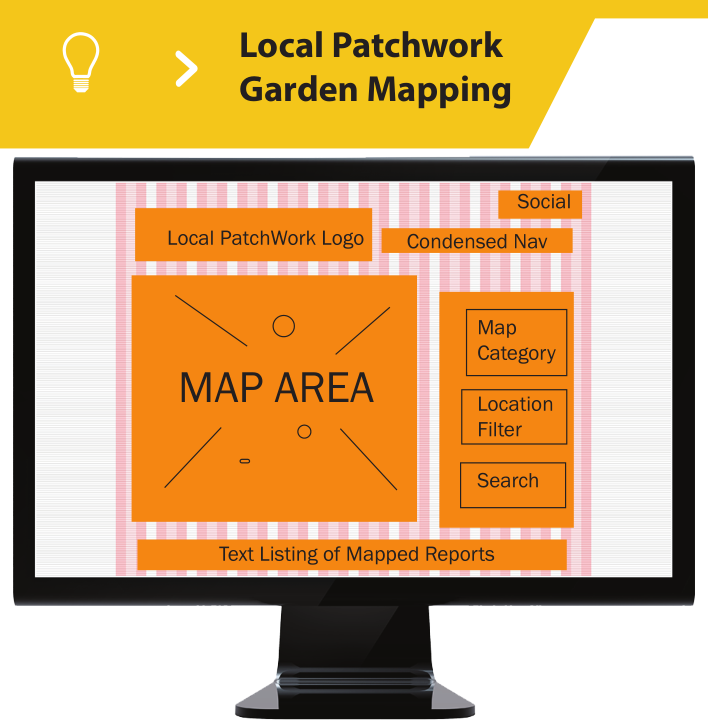 Local Patchwork
Garden Mapping
Social
Local PatchWork Logo
Condensed Nav
MAP AREA
Map
Category
Location
Filter
Search
Text Listing of Mapped Reports